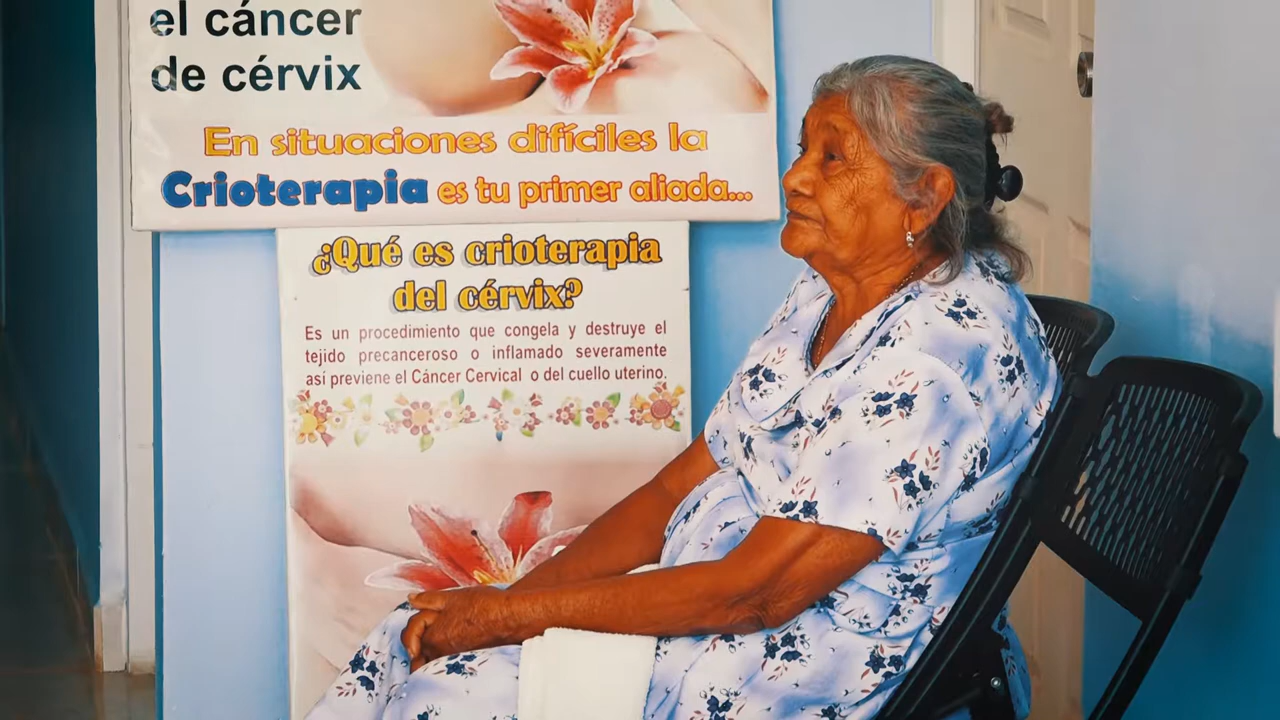 el cáncer
de cérvix
En situaciones difíciles la
Crioterapia es tu primer aliada...
¿Qué es crioterapia
del cérvix?
Es un procedimiento que congela y destruye el
tejido precanceroso o inflamado severamente
así previene el Cáncer Cervical o del cuello uterino.